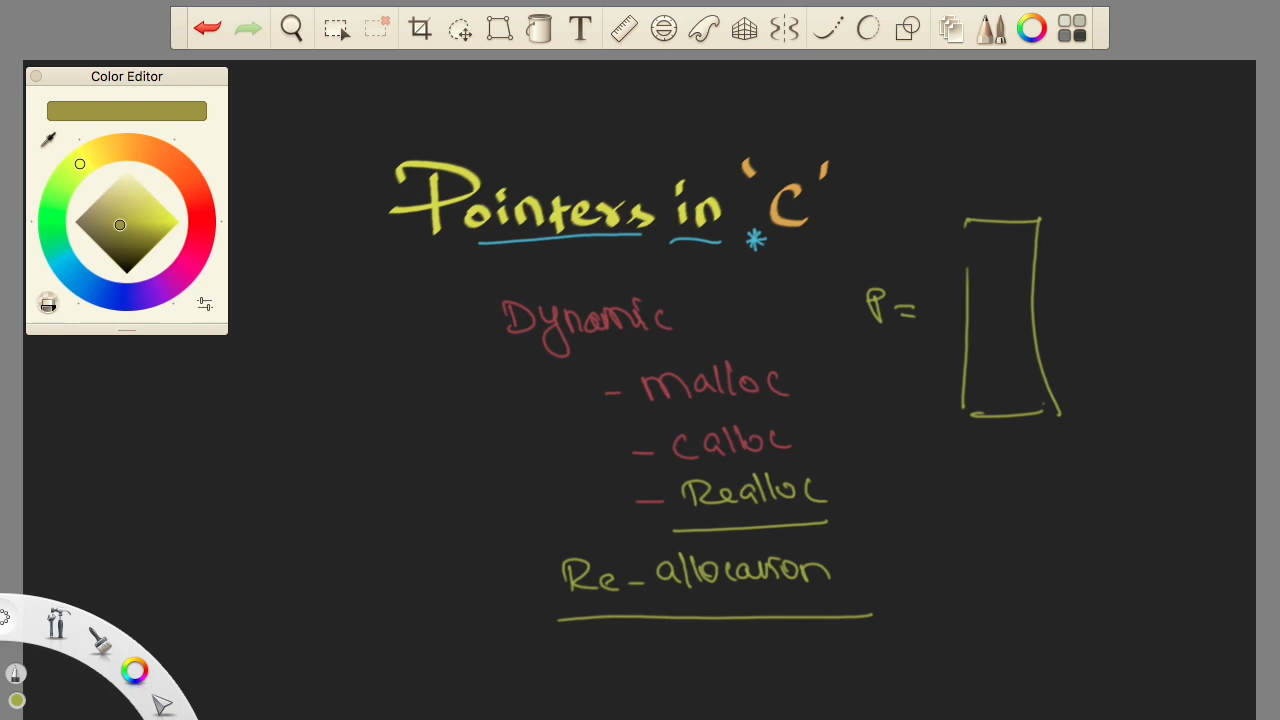 Color Editor
Pointers in 'C'
*
Dynamic
P =
- malloc
- calloc
- Realloc
Re-allocation